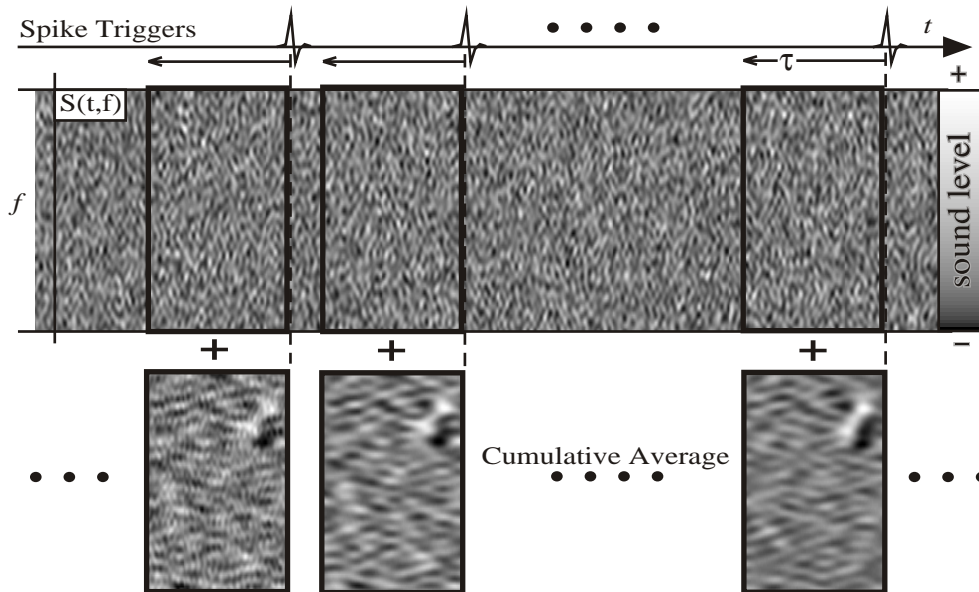 Spike Triggers
t
τ
+
S(t,f)
f
sound level
−
+ + +
Cumulative Average